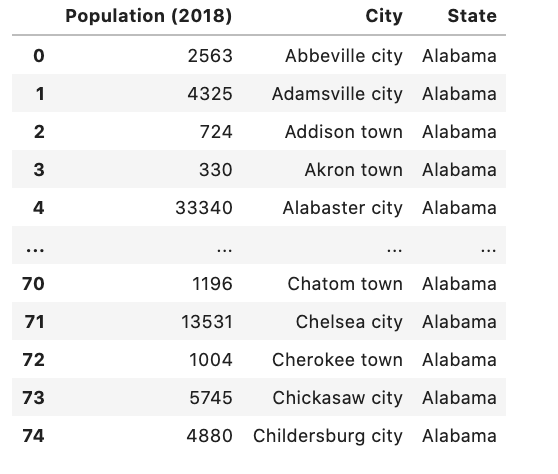 Population (2018) City State
0 2563 Abbeville city Alabama
1 4325 Adamsville city Alabama
2 724 Addison town Alabama
3 330 Akron town Alabama
4 33340 Alabaster city Alabama
... ... ... ...
70 1196 Chatom town Alabama
71 13531 Chelsea city Alabama
72 1004 Cherokee town Alabama
73 5745 Chickasaw city Alabama
74 4880 Childersburg city Alabama